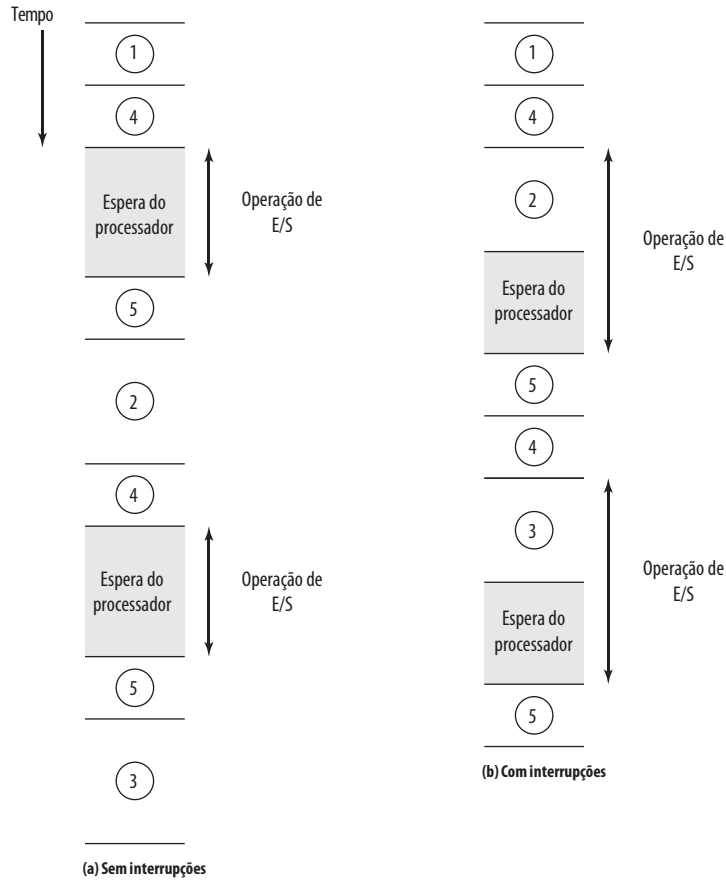 Tempo
1
4
Espera do
processador
Operação de
E/S
5
2
4
Espera do
processador
Operação de
E/S
5
3
(a) Sem interrupções
1
4
2
Operação de
E/S
Espera do
processador
5
4
3
Operação de
E/S
Espera do
processador
5
(b) Com interrupções